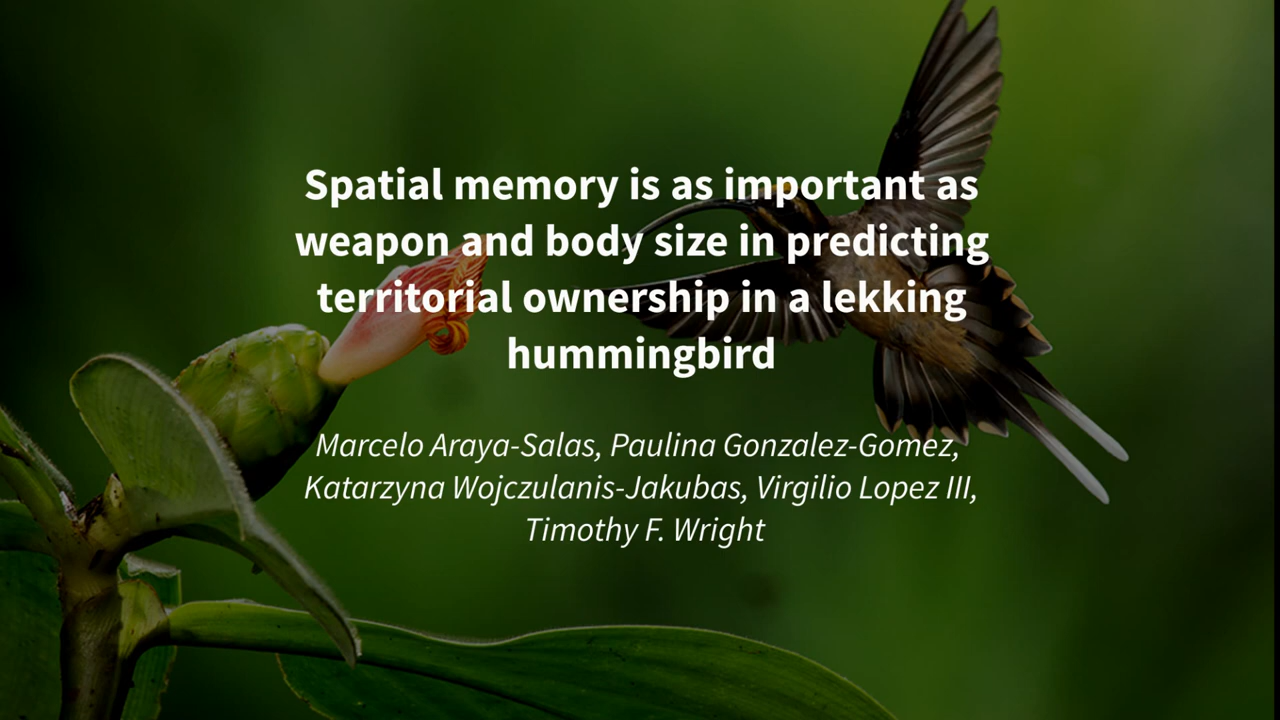 Spatial memory is as important as
weapon and body size in predicting
territorial ownership in a lekking
hummingbird
Marcelo Araya-Salas, Paulina Gonzalez-Gomez,
Katarzyna Wojczulanis-Jakubas, Virgilio Lopez III,
Timothy F. Wright